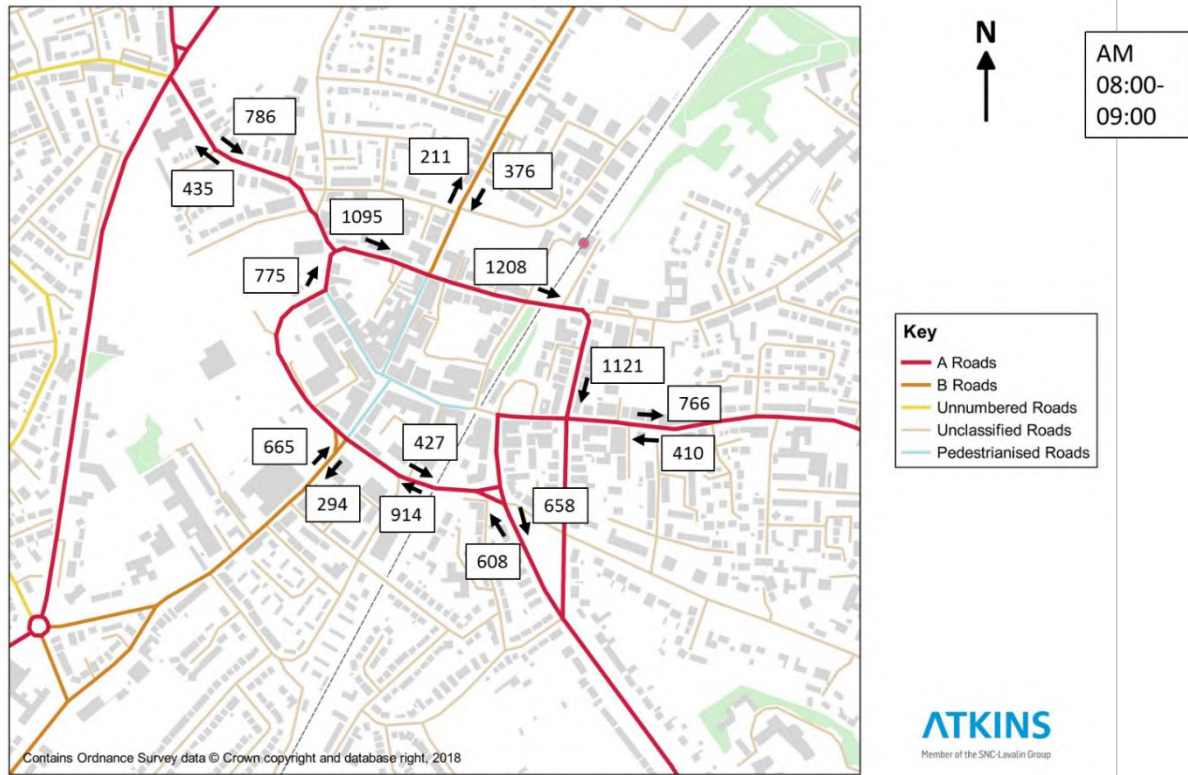 N
AM
08:00-
09:00
786
435
211
376
1095
775
1208
1121
766
410
665
294
427
914
658
608
Key
A Roads
B Roads
Unnumbered Roads
Unclassified Roads
Pedestrianised Roads
ATKINS
Member of the SNC-Lavalin Group
Contains Ordnance Survey data © Crown copyright and database right, 2018